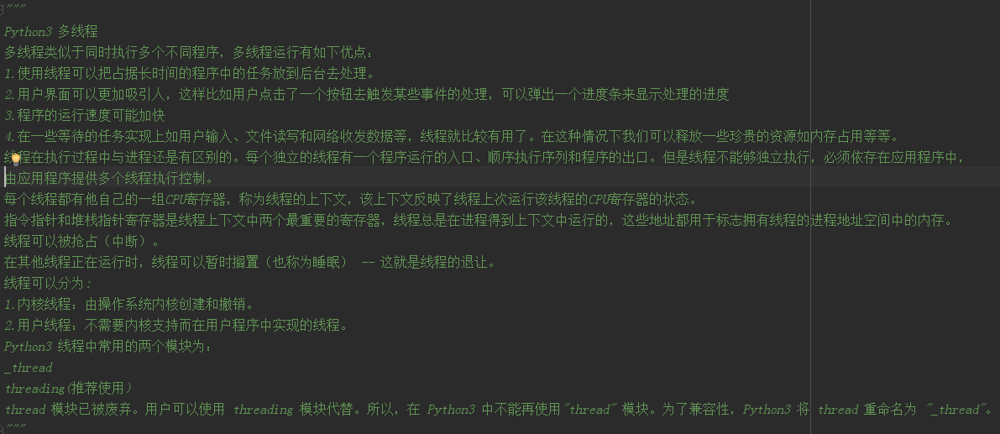 """
Python3 多线程
多线程类似于同时执行多个不同程序，多线程运行有如下优点：
1.使用线程可以把占据长时间的程序中的任务放到后台去处理。
2.用户界面可以更加吸引人，这样比如用户点击了一个按钮去触发某些事件的处理，可以弹出一个进度条来显示处理的进度
3.程序的运行速度可能加快
4.在一些等待的任务实现上如用户输入、文件读写和网络收发数据等，线程就比较有用了。在这种情况下我们可以释放一些珍贵的资源如内存占用等等。
线程在执行过程中与进程还是有区别的。每个独立的线程有一个程序运行的入口、顺序执行序列和程序的出口。但是线程不能够独立执行，必须依存在应用程序中，
由应用程序提供多个线程执行控制。
每个线程都有他自己的一组CPU寄存器，称为线程的上下文，该上下文反映了线程上次运行该线程的CPU寄存器的状态。
指令指针和堆栈指针寄存器是线程上下文中两个最重要的寄存器，线程总是在进程得到上下文中运行的，这些地址都用于标志拥有线程的进程地址空间中的内存。
线程可以被抢占（中断）。
在其他线程正在运行时，线程可以暂时搁置（也称为睡眠） -- 这就是线程的退让。
线程可以分为:
1.内核线程：由操作系统内核创建和撤销。
2.用户线程：不需要内核支持而在用户程序中实现的线程。
Python3 线程中常用的两个模块为：
_thread
threading(推荐使用)
thread 模块已被废弃。用户可以使用 threading 模块代替。所以，在 Python3 中不能再使用"thread" 模块。为了兼容性，Python3 将 thread 重命名为 "_thread"。
"""